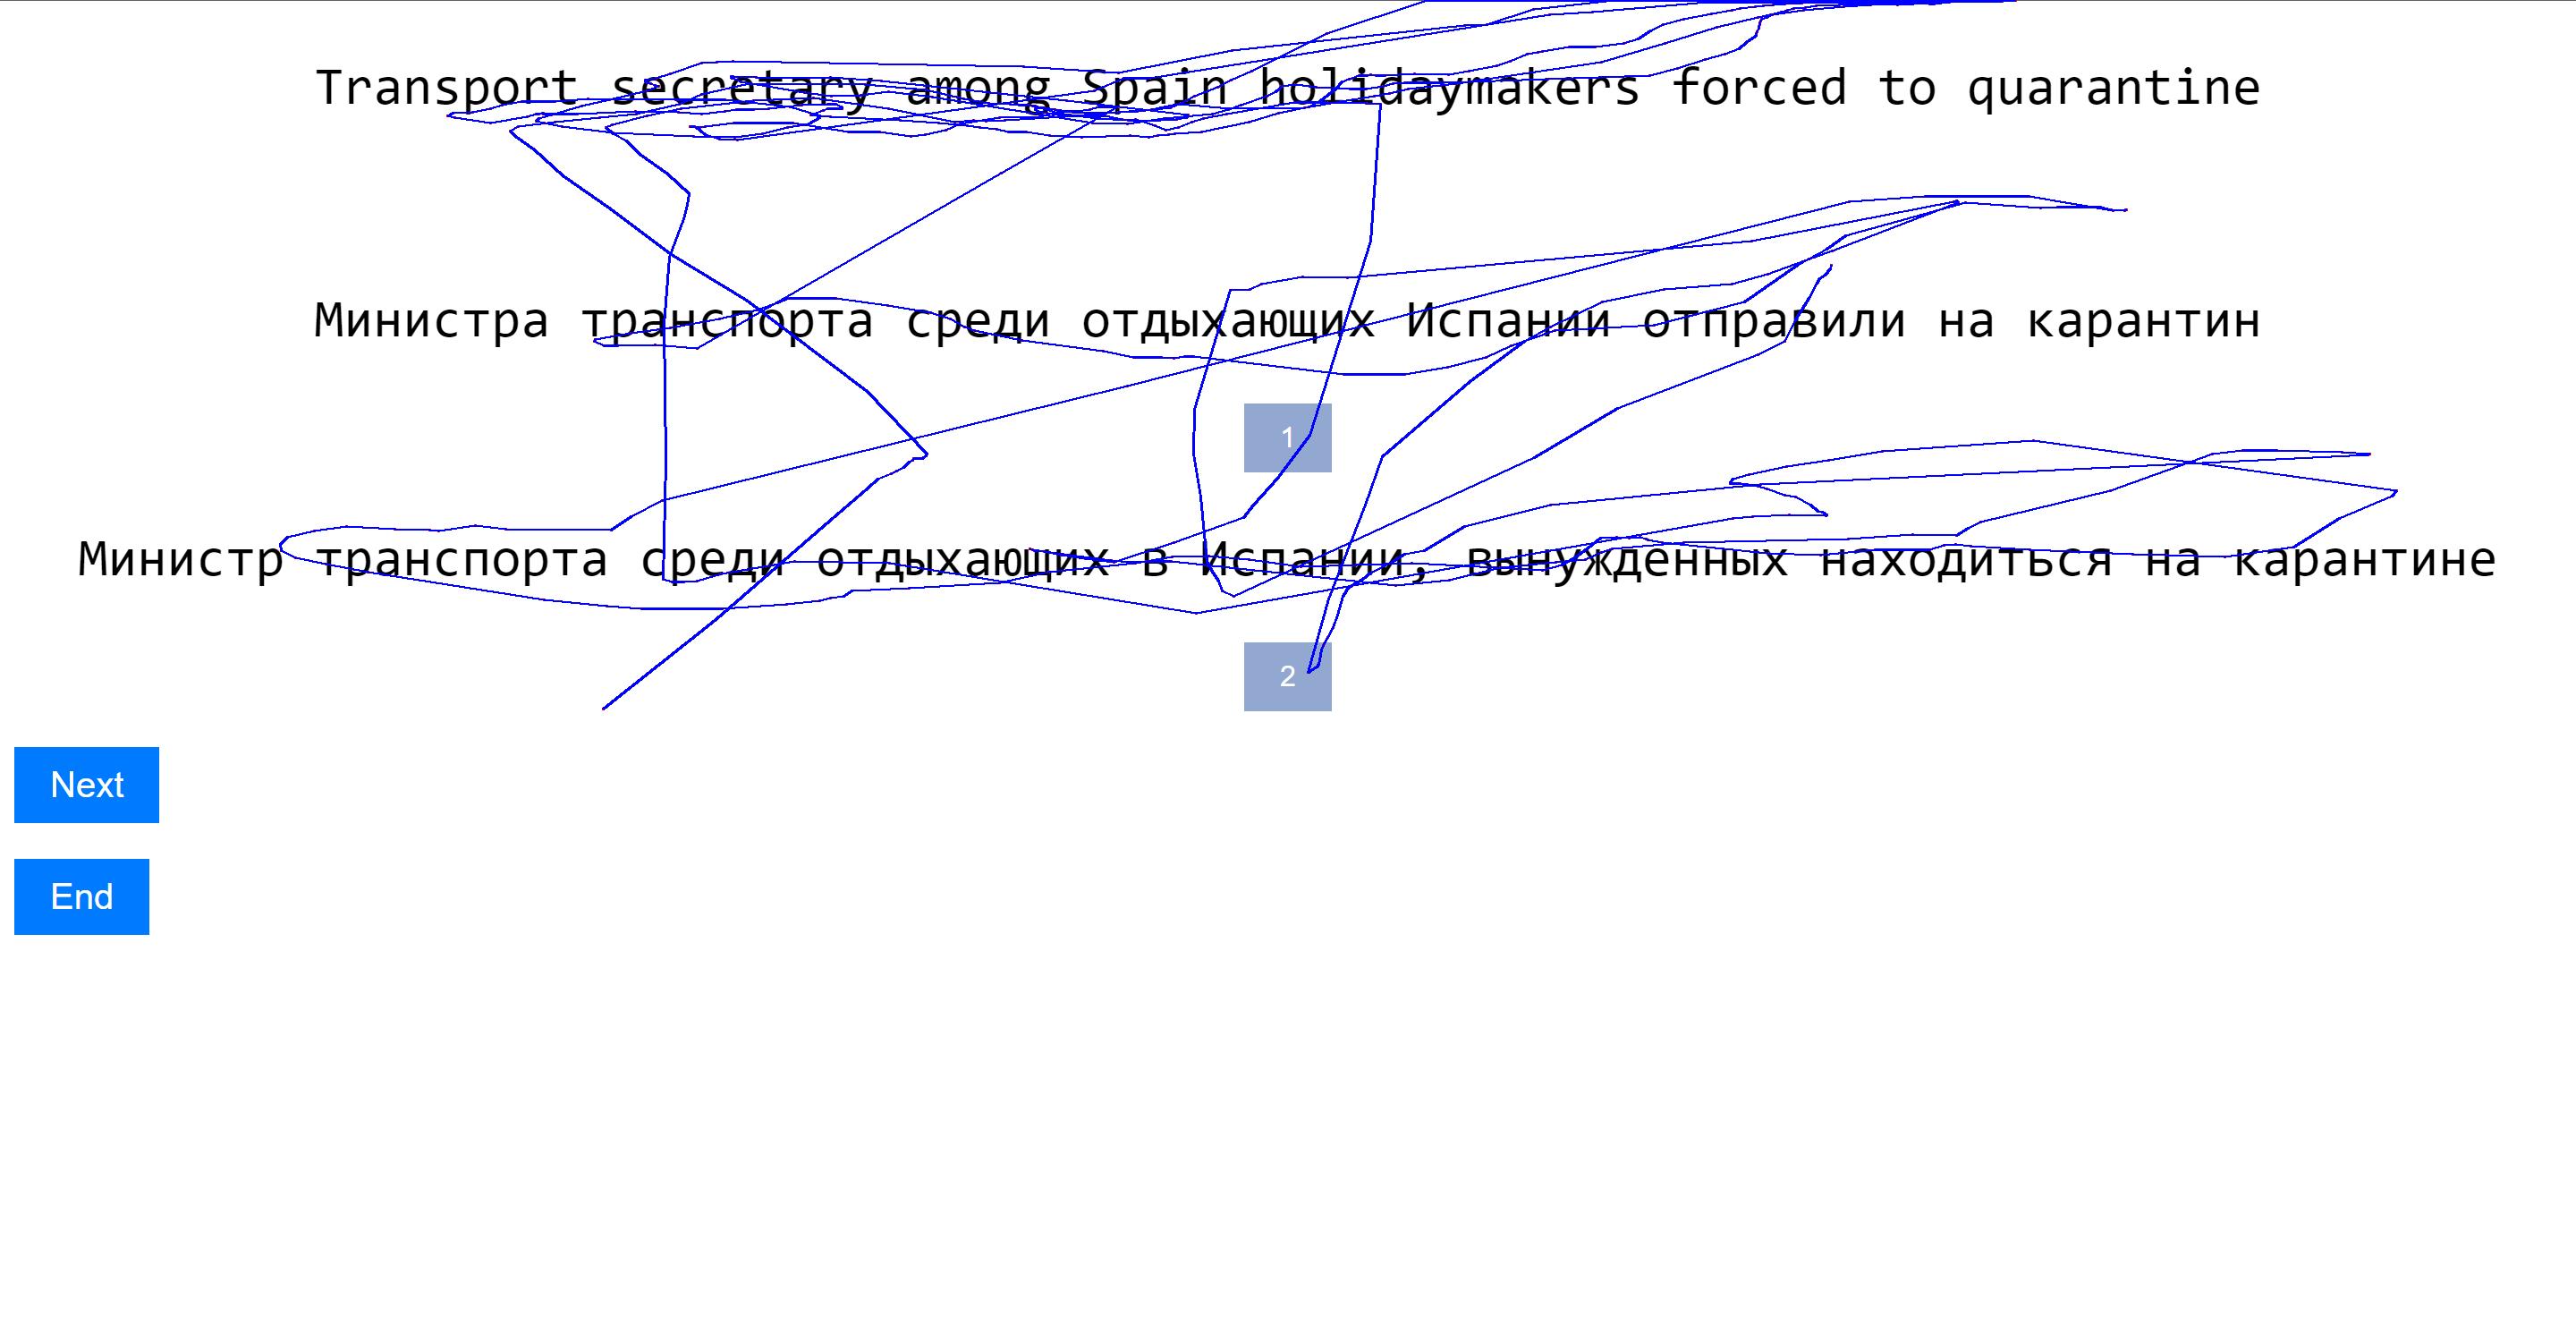 Transport secretary among Spain holidaymakers forced to quarantine
Министра транспорта среди отдыхающих Испании отправили на карантин
1
Министр транспорта среди отдыхающих в Испании, вынужденных находиться на карантине
2
Next
End